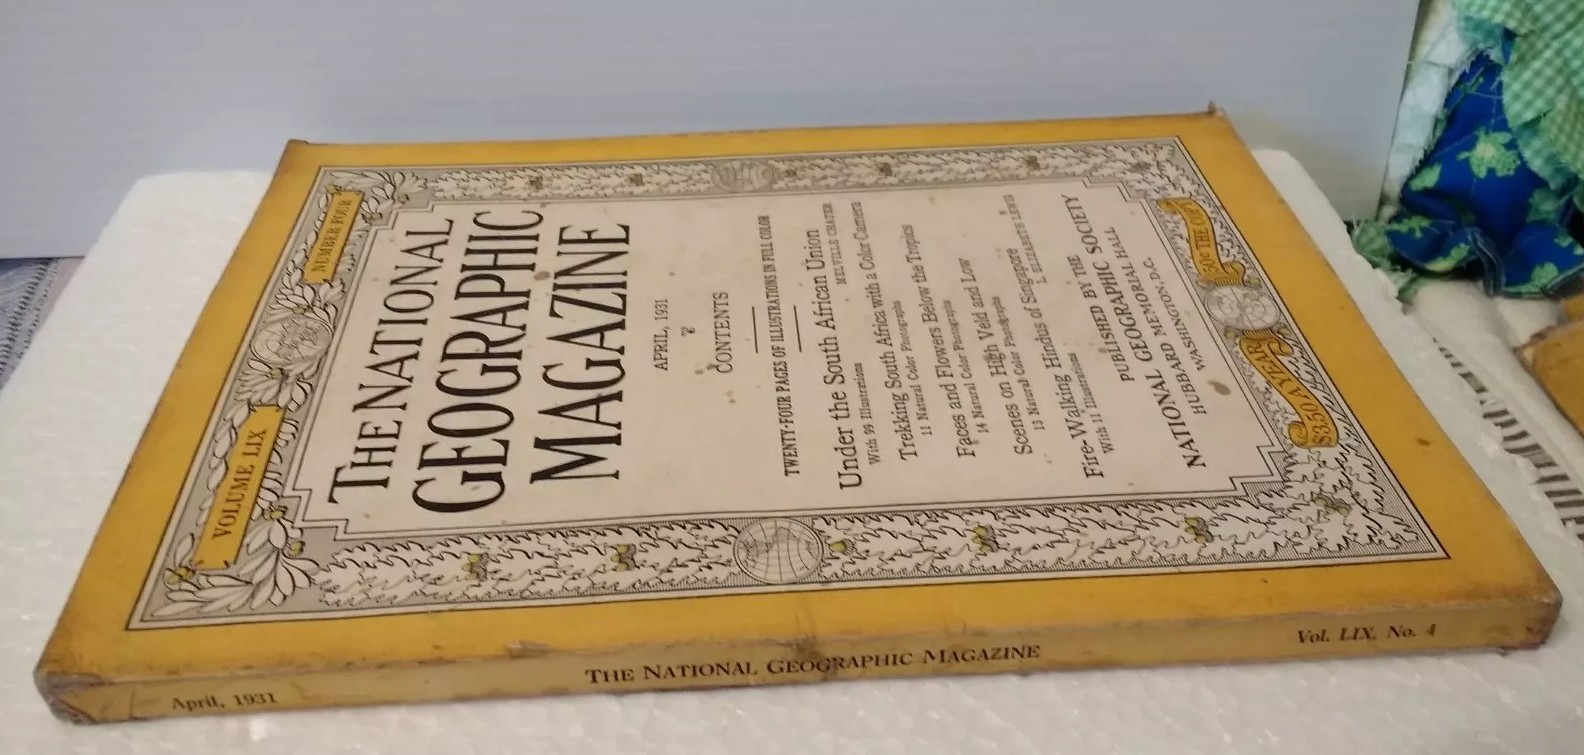 VOLUME LIX
NUMBER FOUR
THE NATIONAL
GEOGRAPHIC
MAGAZINE
APRIL, 1931
CONTENTS
TWENTY-FOUR PAGES OF ILLUSTRATIONS IN FULL COLOR
Under the South African Union
With 99 Illustrations MELVILLE CHATER
Trekking South Africa with a Color Camera
11 Natural Color Photographs
Faces and Flowers Below the Tropics
14 Natural Color Photographs
Scenes on High Veld and Low
13 Natural Color Photographs
Fire-Walking Hindus of Singapore
With 11 Illustrations L. ELIZABETH LEWIS
PUBLISHED BY THE
NATIONAL GEOGRAPHIC SOCIETY
HUBBARD MEMORIAL HALL
WASHINGTON, D.C.
$3.50 A YEAR
50¢ THE COPY
April, 1931
THE NATIONAL GEOGRAPHIC MAGAZINE
Vol. LIX, No. 4